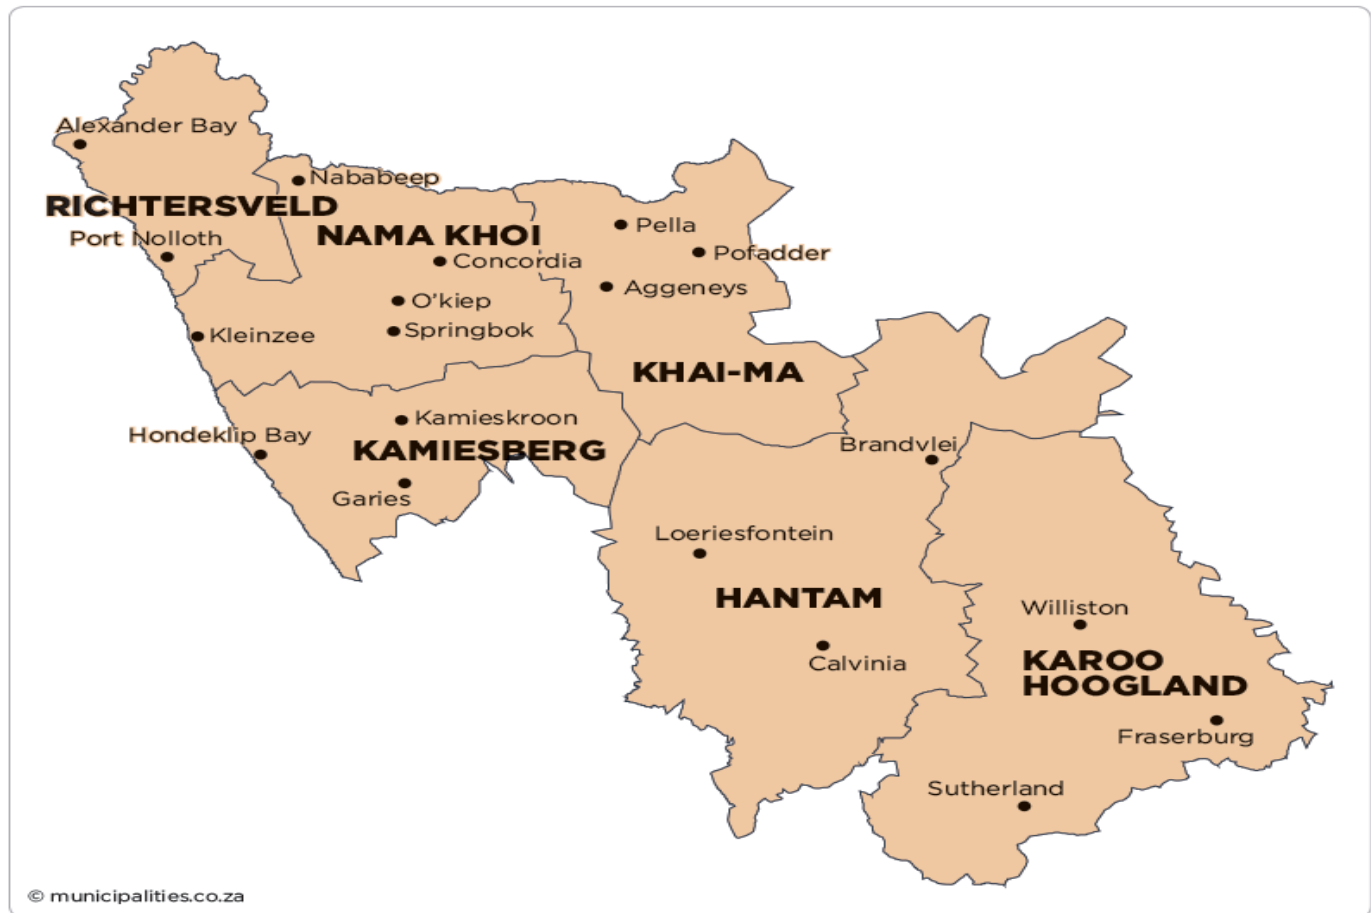 Alexander Bay
Nababeep
RICHTERSVELD
Port Nolloth
NAMA KHOI
Pella
Pofadder
Concordia
Aggeneys
O'kiep
Springbok
Kleinzee
KHAI-MA
Kamieskroon
Hondeklip Bay
KAMIESBERG
Garies
Brandvlei
Loeriesfontein
HANTAM
Williston
Calvinia
KAROO
HOOGLAND
Fraserburg
Sutherland
© municipalities.co.za